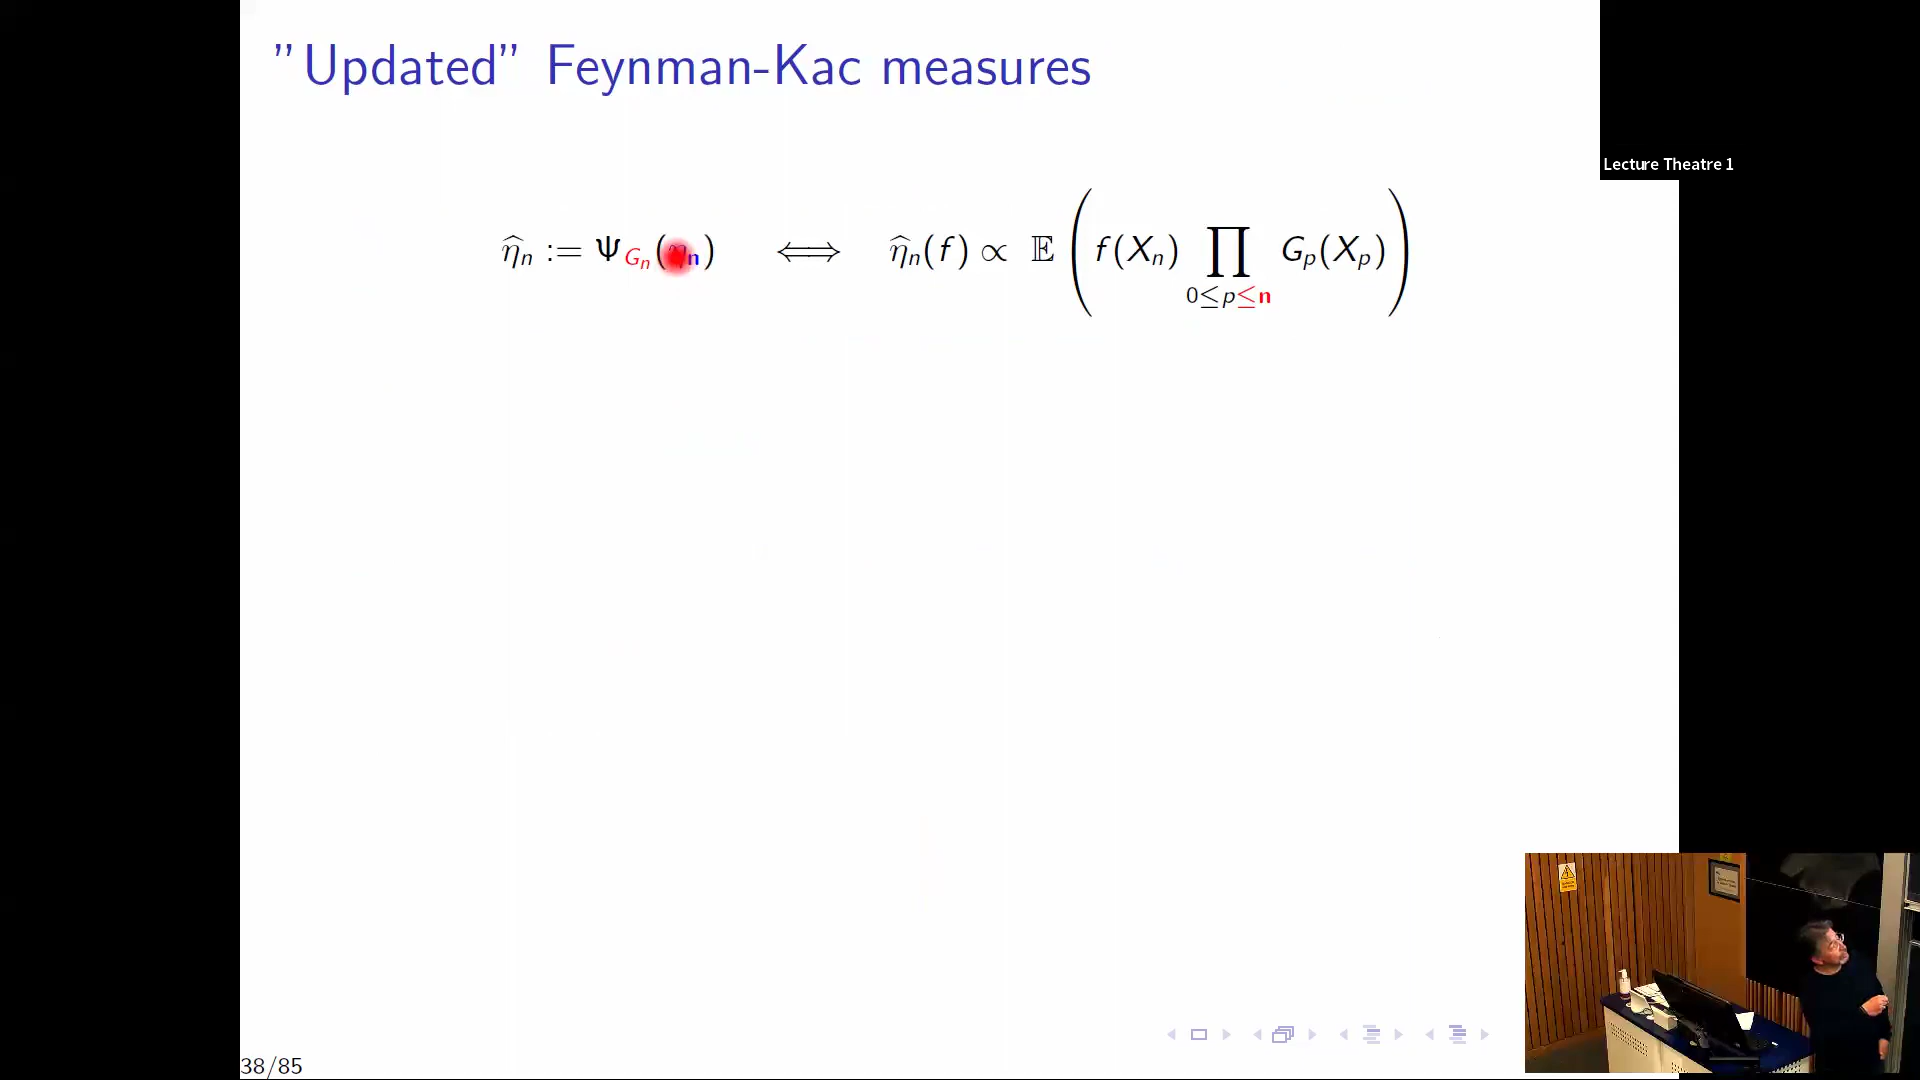 ”Updated” Feynman-Kac measures
Lecture Theatre 1
η̂ₙ := Ψ_{Gₙ}(ηₙ) ⟺ η̂ₙ(f) ∝ 𝔼 ( f(Xₙ) ∏_{0≤p≤n} Gₚ(Xₚ) )
38/85